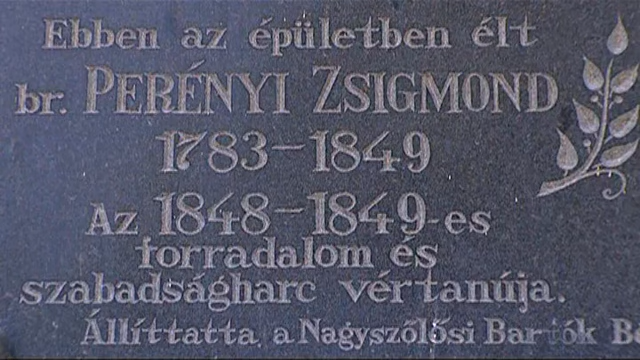 Ebben az épületben élt
br. PERÉNYI ZSIGMOND
1783-1849
Az 1848-1849-es
forradalom és
szabadságharc vértanúja.
Állíttatta a Nagyszőlősi Bartók B